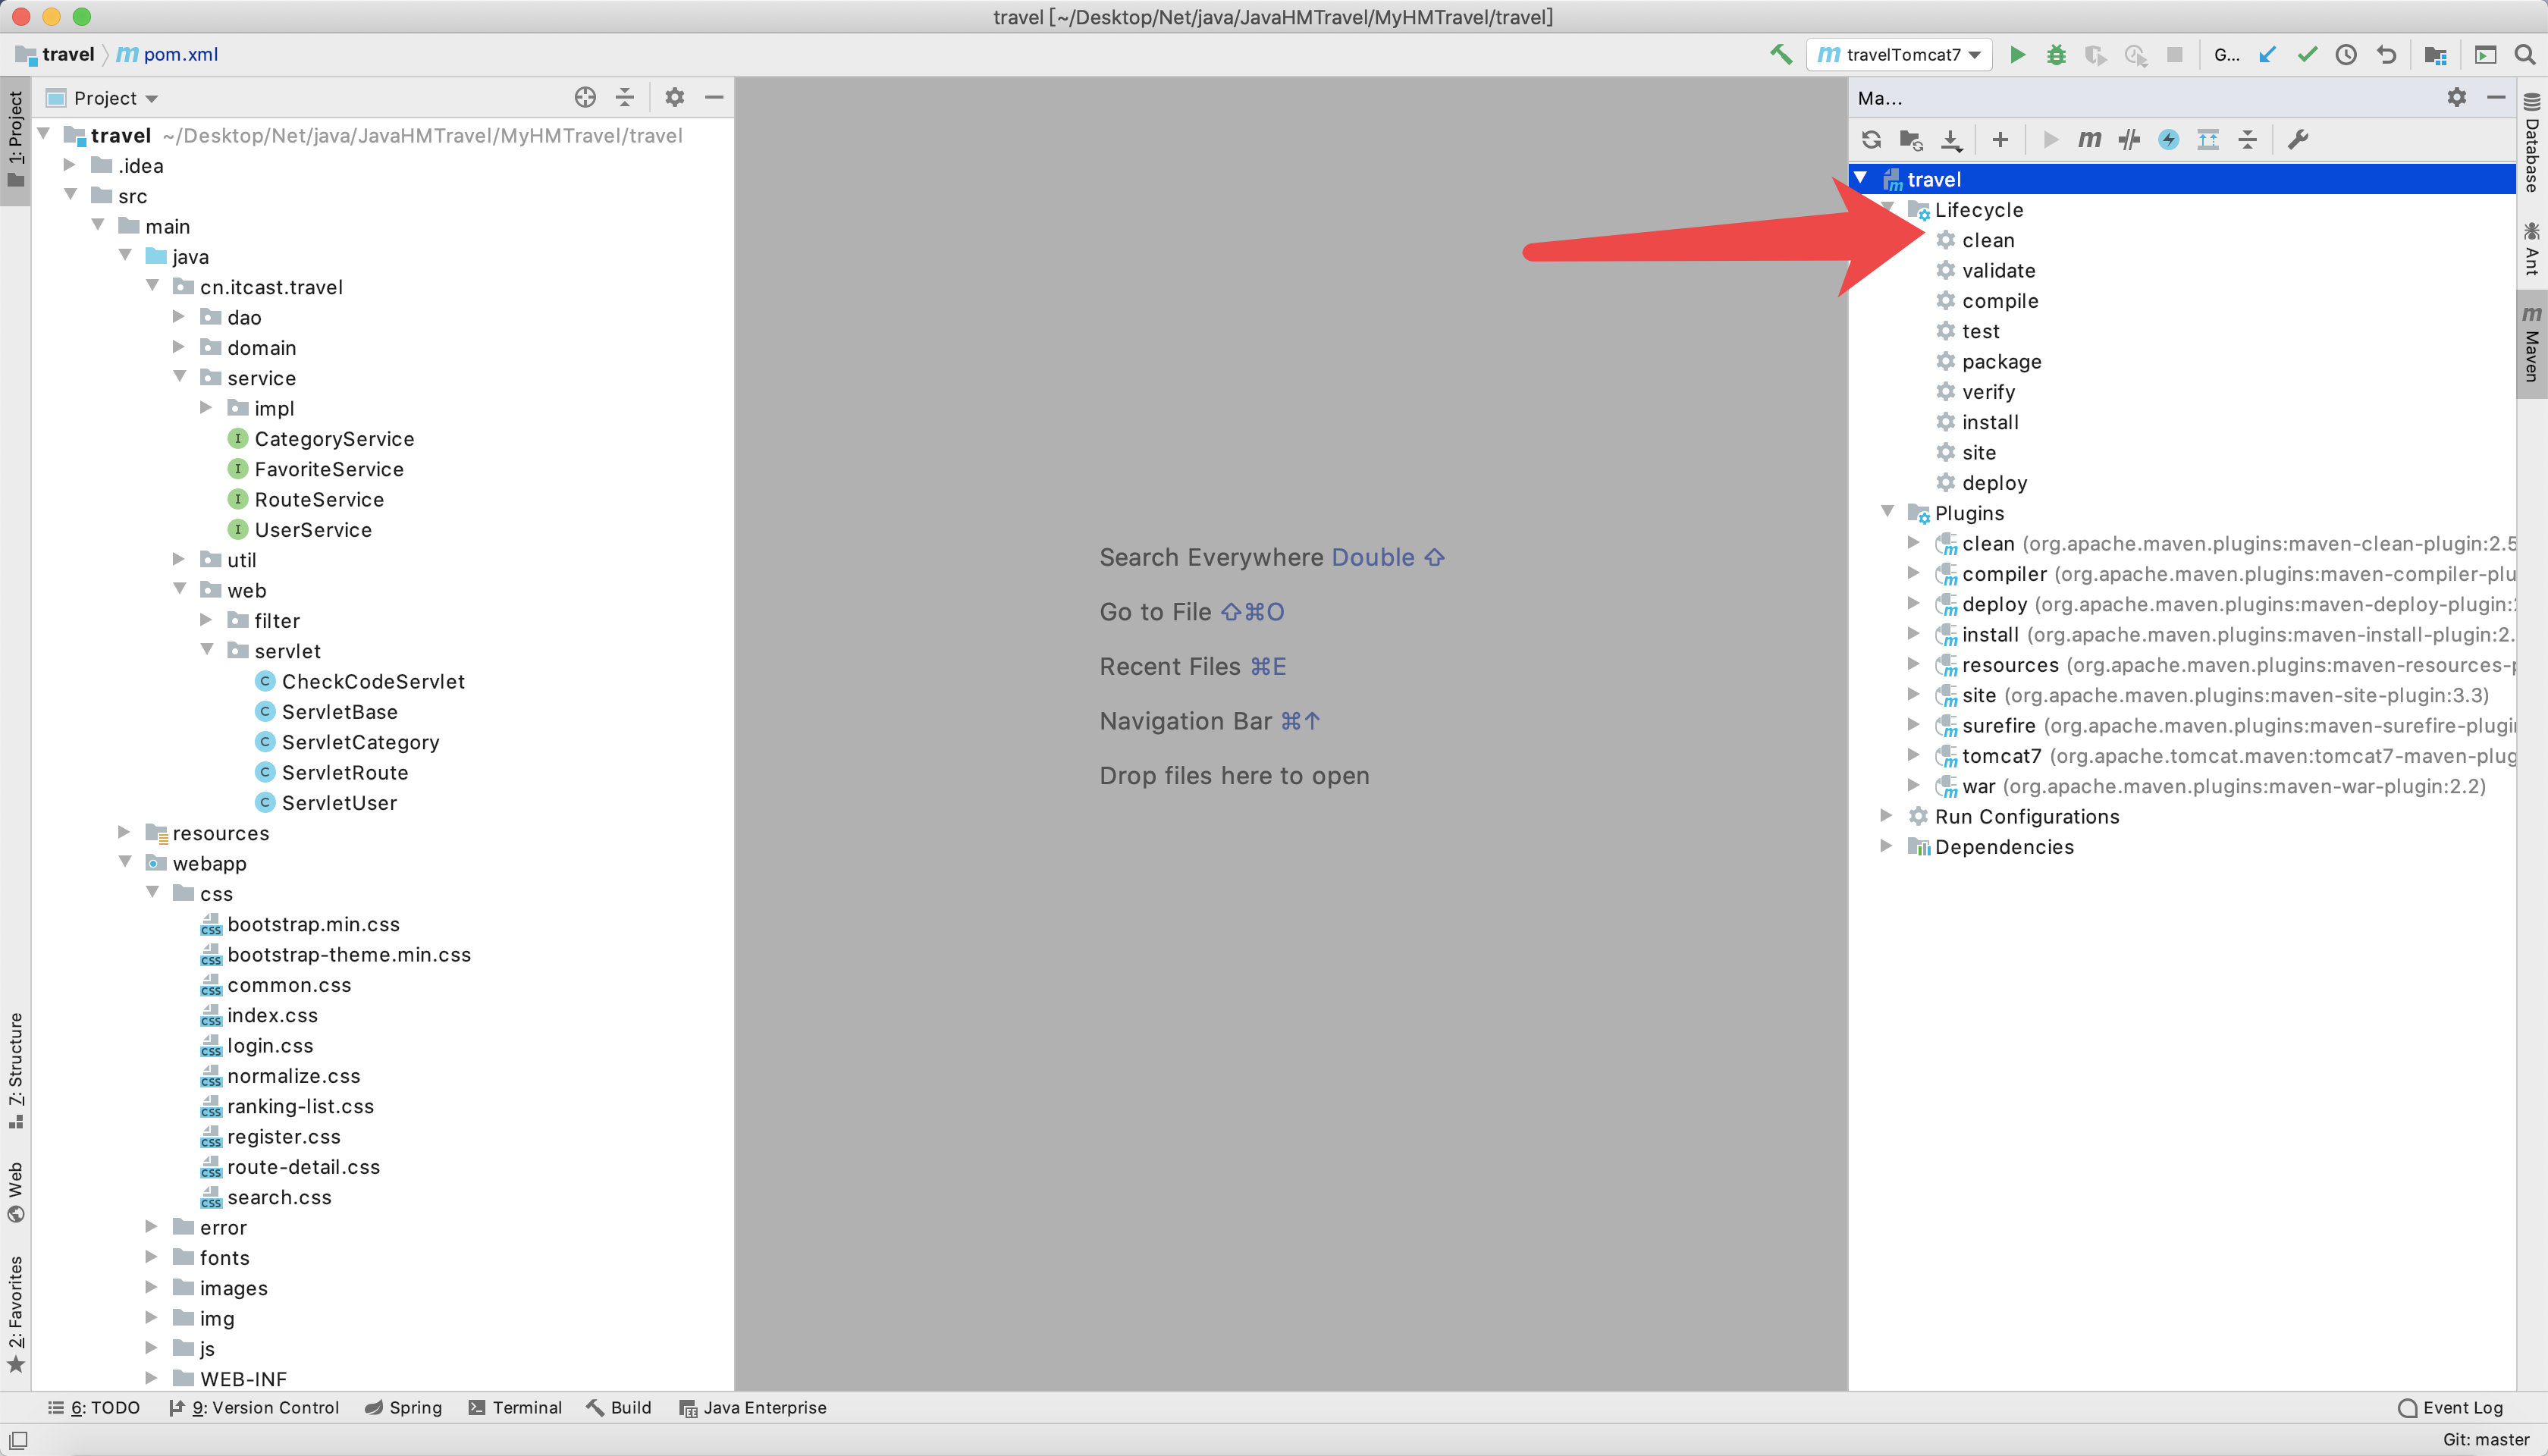 travel [~/Desktop/Net/java/JavaHMTravel/MyHMTravel/travel]
travel pom.xml
travelTomcat7
G...
1: Project
Project
travel ~/Desktop/Net/java/JavaHMTravel/MyHMTravel/travel
.idea
src
main
java
cn.itcast.travel
dao
domain
service
impl
CategoryService
FavoriteService
RouteService
UserService
util
web
filter
servlet
CheckCodeServlet
ServletBase
ServletCategory
ServletRoute
ServletUser
resources
webapp
css
bootstrap.min.css
bootstrap-theme.min.css
common.css
index.css
login.css
normalize.css
ranking-list.css
register.css
route-detail.css
search.css
error
fonts
images
img
js
WEB-INF
7: Structure
Web
2: Favorites
Search Everywhere Double ⇧
Go to File ⇧⌘O
Recent Files ⌘E
Navigation Bar ⌘↑
Drop files here to open
Ma...
travel
Lifecycle
clean
validate
compile
test
package
verify
install
site
deploy
Plugins
clean (org.apache.maven.plugins:maven-clean-plugin:2.5
compiler (org.apache.maven.plugins:maven-compiler-plu
deploy (org.apache.maven.plugins:maven-deploy-plugin:
install (org.apache.maven.plugins:maven-install-plugin:2.
resources (org.apache.maven.plugins:maven-resources-p
site (org.apache.maven.plugins:maven-site-plugin:3.3)
surefire (org.apache.maven.plugins:maven-surefire-plugi
tomcat7 (org.apache.tomcat.maven:tomcat7-maven-plug
war (org.apache.maven.plugins:maven-war-plugin:2.2)
Run Configurations
Dependencies
Database
Ant
Maven
6: TODO
9: Version Control
Spring
Terminal
Build
Java Enterprise
Event Log
Git: master